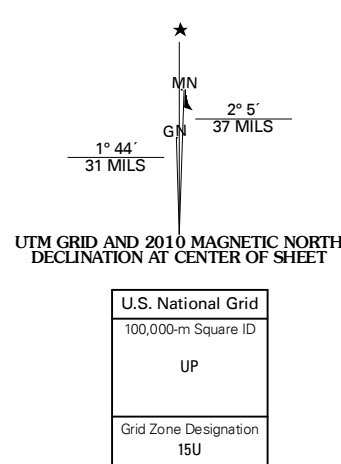 MN
2° 5´
37 MILS
GN
1° 44´
31 MILS
UTM GRID AND 2010 MAGNETIC NORTH
DECLINATION AT CENTER OF SHEET
U.S. National Grid
100,000-m Square ID
UP
Grid Zone Designation
15U